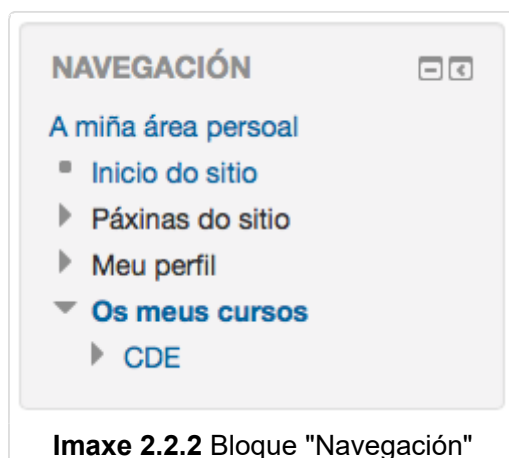 NAVEGACIÓN
A miña área persoal
Inicio do sitio
Páxinas do sitio
Meu perfil
Os meus cursos
CDE
Imaxe 2.2.2 Bloque "Navegación"